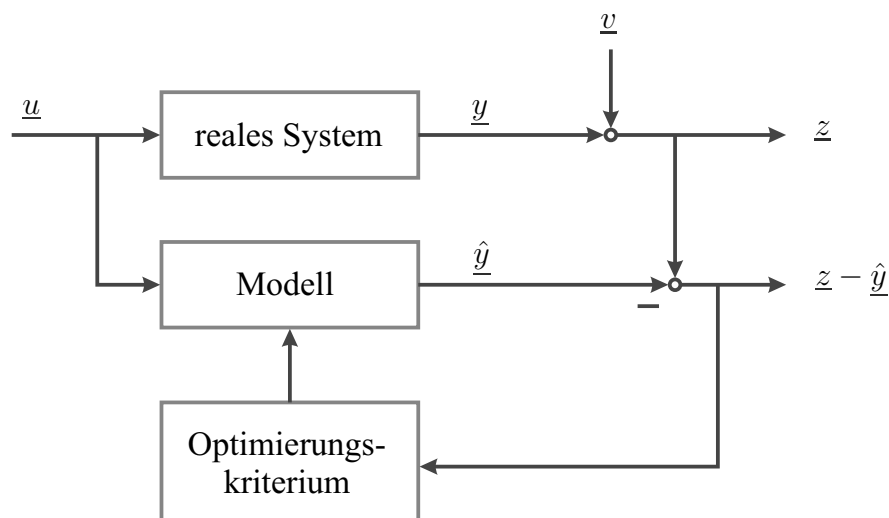 v
u
reales System
y
z
Modell
ŷ
z − ŷ
−
Optimierungs-
kriterium